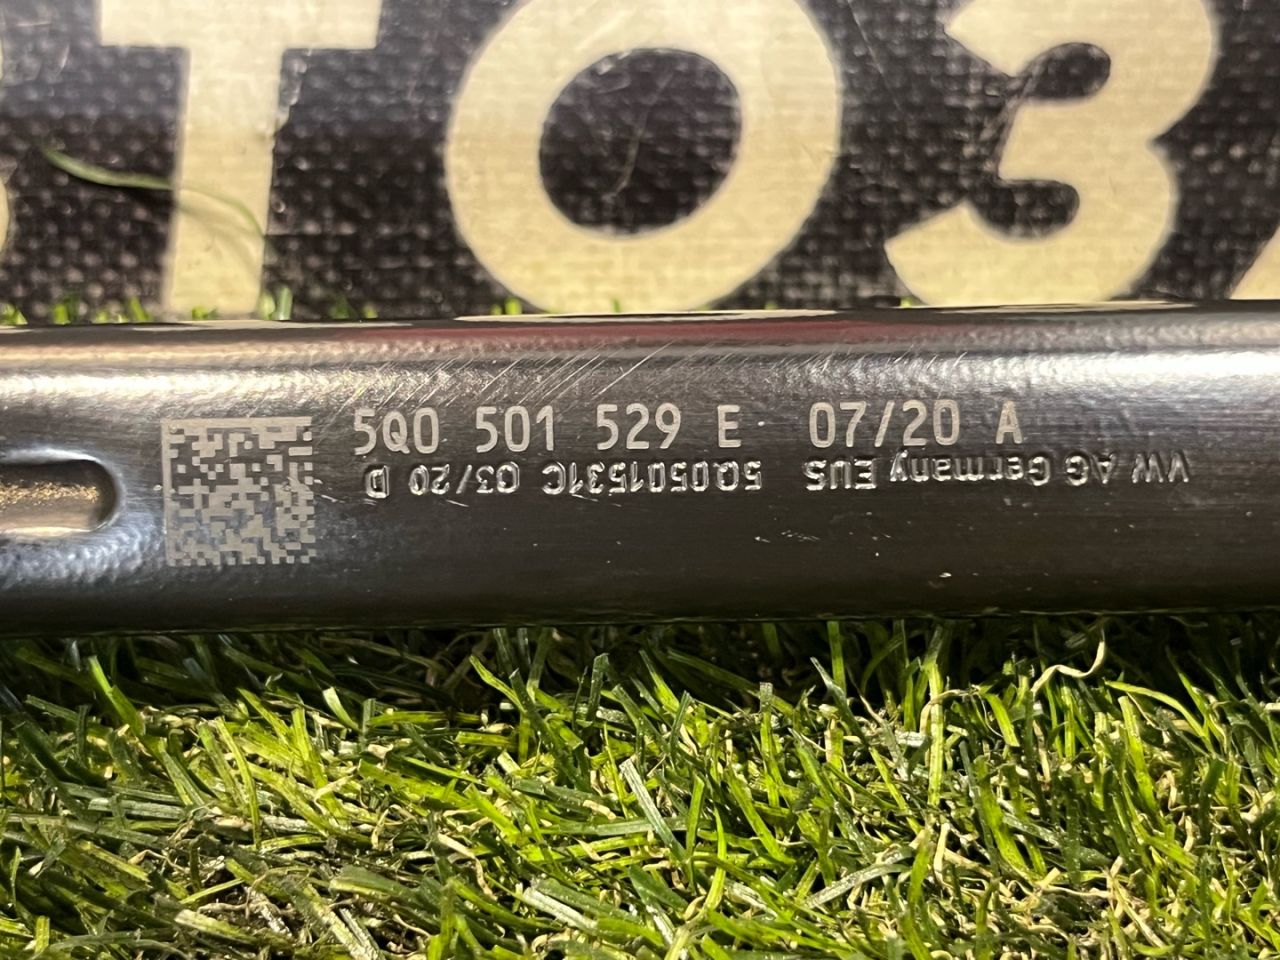 5Q0 501 529 E 07/20 A
VW AG Germany EUS 5Q0501531C 03/20 D